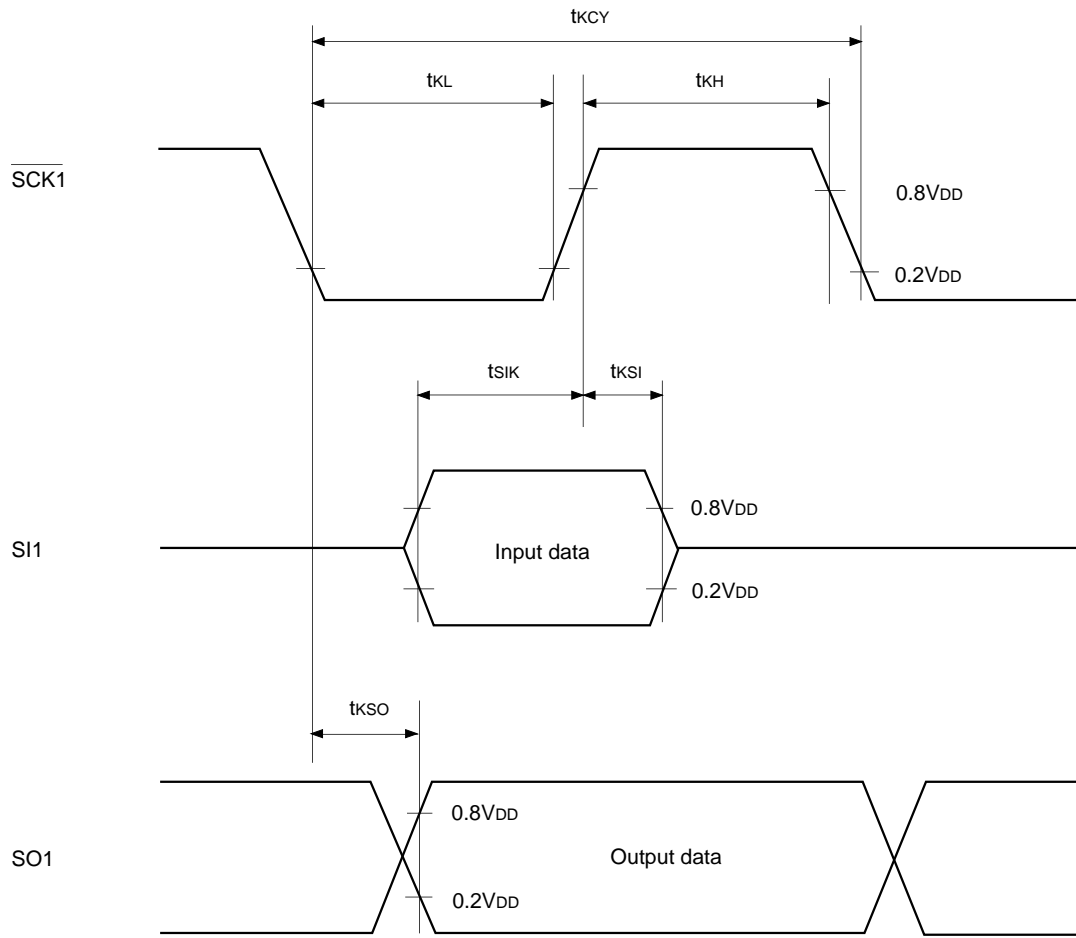 tKCY
tKL
tKH
SCK1
0.8VDD
0.2VDD
tSIK
tKSI
0.8VDD
SI1
Input data
0.2VDD
tKSO
0.8VDD
SO1
Output data
0.2VDD